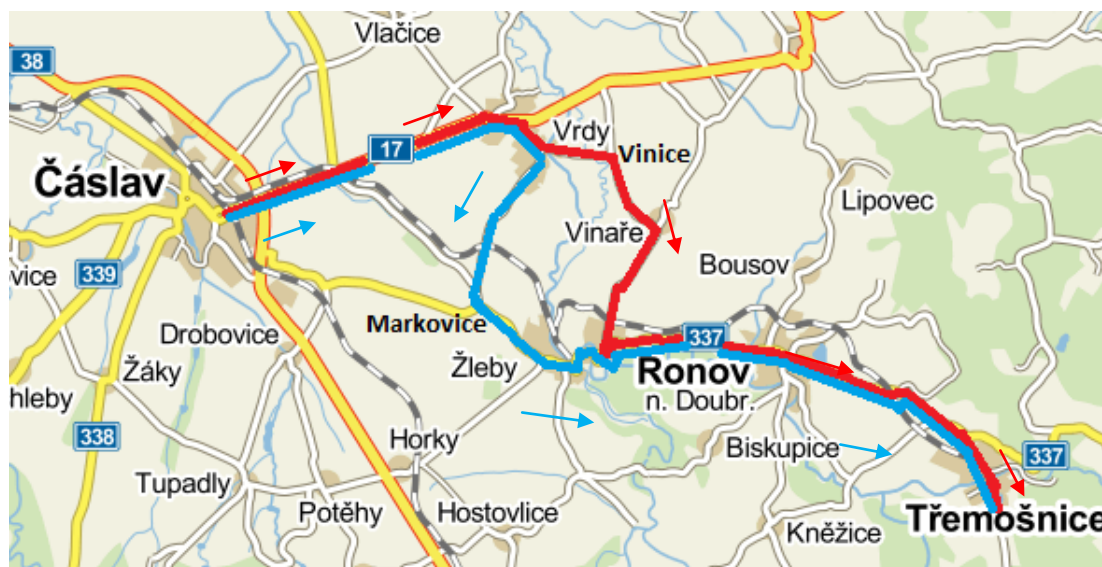 Vlačice
38
17
Vrdy
Vinice
Čáslav
Lipovec
Vinaře
Bousov
339
vice
Markovice
Drobovice
337
Žleby
Ronov
n. Doubr.
Žáky
hleby
338
Horky
Biskupice
337
Tupadly
Potěhy
Hostovlice
Třemošnice
Kněžice